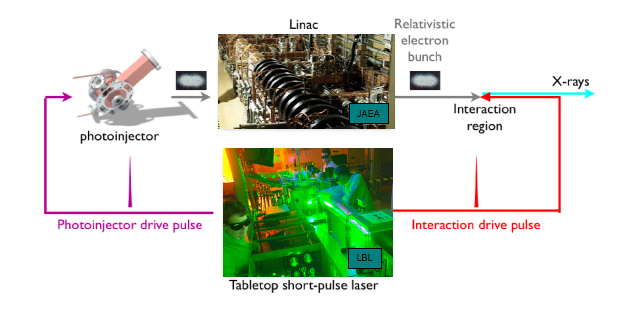 Linac
Relativistic
electron
bunch
X-rays
JAEA
Interaction
region
photoinjector
Photoinjector drive pulse
Interaction drive pulse
LBL
Tabletop short-pulse laser